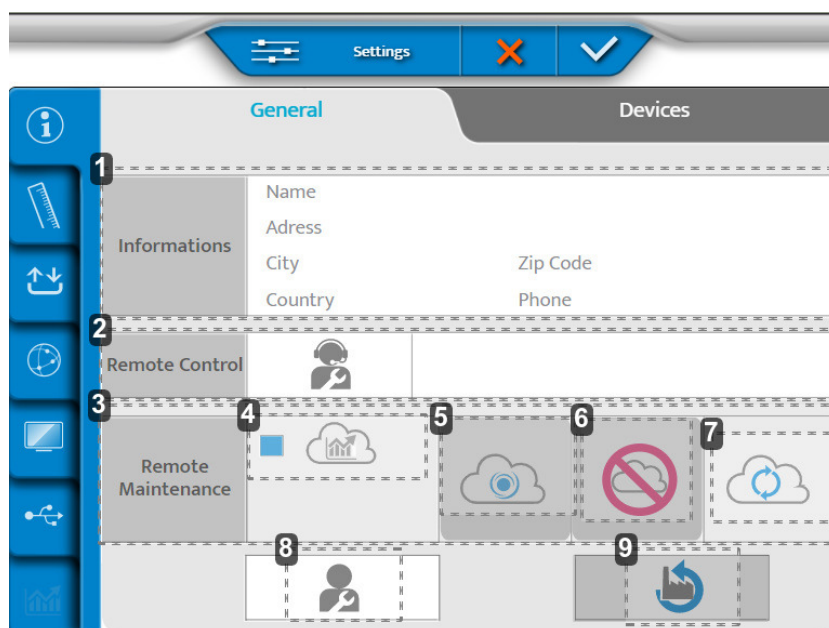 Settings
General
Devices
1
Informations
Name
Adress
City
Zip Code
Country
Phone
2
Remote Control
3
4
5
6
7
Remote
Maintenance
8
9